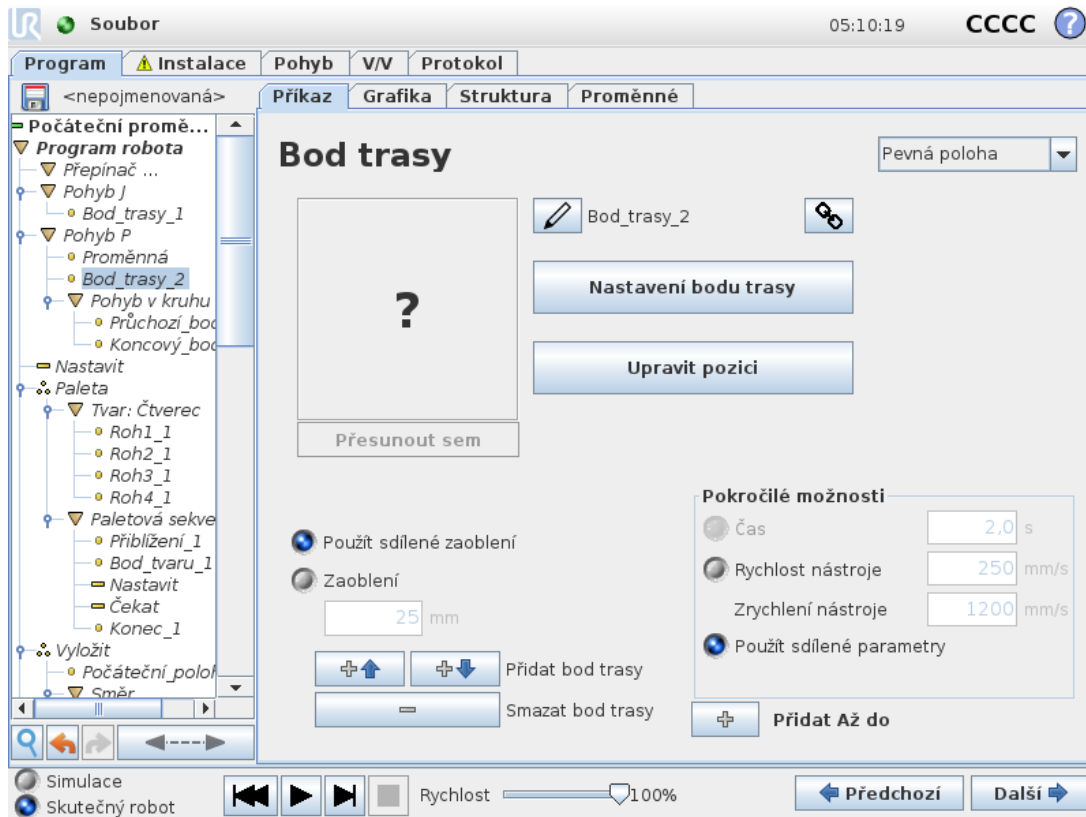 UR Soubor 05:10:19 CCCC ?
Program Instalace Pohyb V/V Protokol
<nepojmenovaná> Příkaz Grafika Struktura Proměnné
Počáteční promě...
Program robota
Přepínač ...
Pohyb J
Bod_trasy_1
Pohyb P
Proměnná
Bod_trasy_2
Pohyb v kruhu
Průchozí_bod
Koncový_bod
Nastavit
Paleta
Tvar: Čtverec
Roh1_1
Roh2_1
Roh3_1
Roh4_1
Paletová sekve
Přiblížení_1
Bod_tvaru_1
Nastavit
Čekat
Konec_1
Vyložit
Počáteční_poloh
Směr
Bod trasy
Pevná poloha
?
Přesunout sem
Bod_trasy_2
Nastavení bodu trasy
Upravit pozici
Použít sdílené zaoblení
Zaoblení
25 mm
Přidat bod trasy
Smazat bod trasy
Pokročilé možnosti
Čas 2,0 s
Rychlost nástroje 250 mm/s
Zrychlení nástroje 1200 mm/s
Použít sdílené parametry
Přidat Až do
Simulace
Skutečný robot
Rychlost 100%
Předchozí
Další